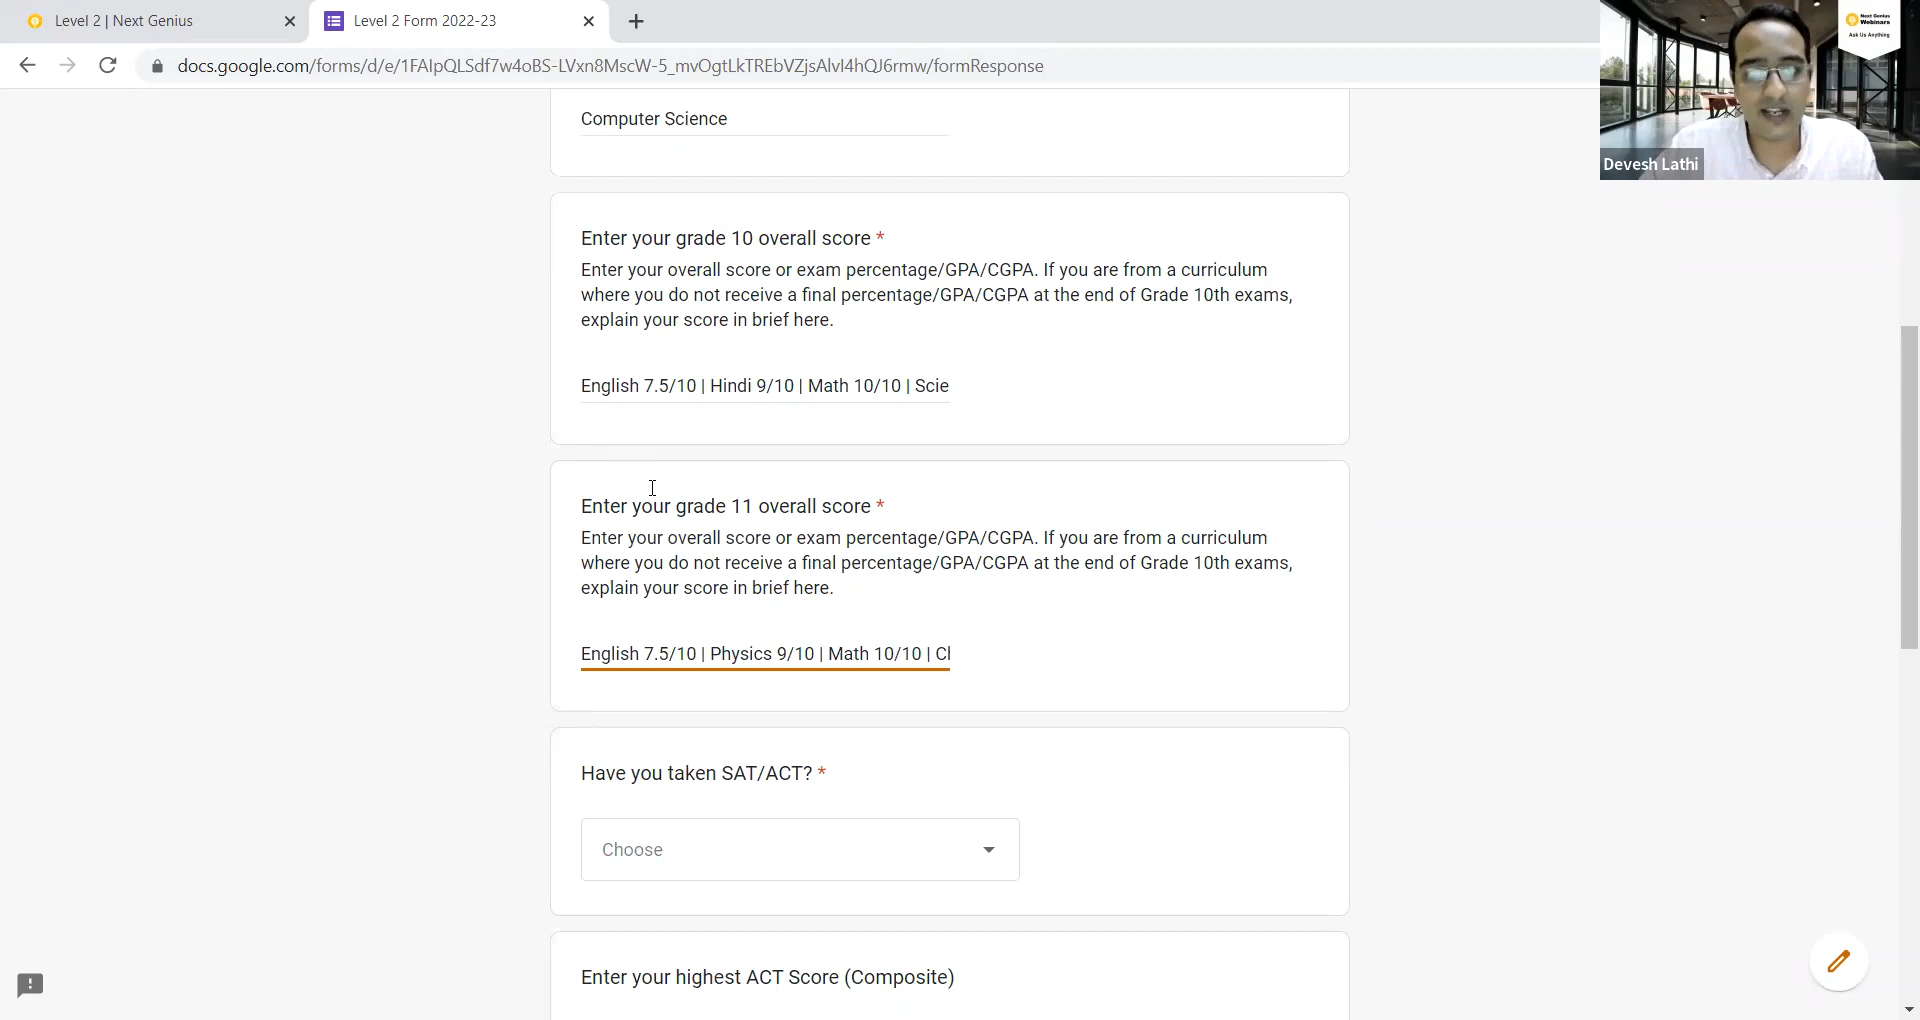 Level 2 | Next Genius
Level 2 Form 2022-23
docs.google.com/forms/d/e/1FAIpQLSdf7w4oBS-LVxn8MscW-5_mvOgtLkTREbVZjsAlvI4hQJ6rmw/formResponse
Next Genius
Webinars
Ask Us Anything
Devesh Lathi
Computer Science
Enter your grade 10 overall score *
Enter your overall score or exam percentage/GPA/CGPA. If you are from a curriculum
where you do not receive a final percentage/GPA/CGPA at the end of Grade 10th exams,
explain your score in brief here.
English 7.5/10 | Hindi 9/10 | Math 10/10 | Scie
Enter your grade 11 overall score *
Enter your overall score or exam percentage/GPA/CGPA. If you are from a curriculum
where you do not receive a final percentage/GPA/CGPA at the end of Grade 10th exams,
explain your score in brief here.
English 7.5/10 | Physics 9/10 | Math 10/10 | Cl
Have you taken SAT/ACT? *
Choose
Enter your highest ACT Score (Composite)